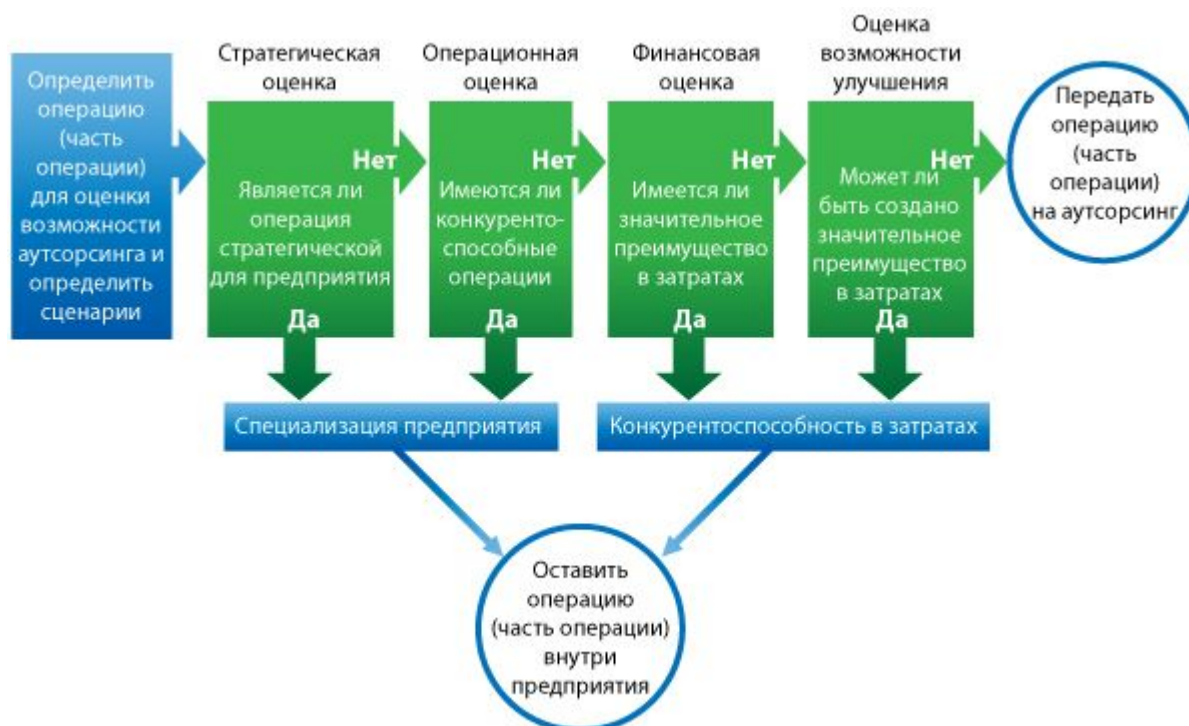 Определить
операцию
(часть
операции)
для оценки
возможности
аутсорсинга и
определить
сценарии
Стратегическая
оценка
Нет
Является ли
операция
стратегической
для предприятия
Да
Операционная
оценка
Нет
Имеются ли
конкуренто-
способные
операции
Да
Финансовая
оценка
Нет
Имеется ли
значительное
преимущество
в затратах
Да
Оценка
возможности
улучшения
Нет
Может ли
быть создано
значительное
преимущество
в затратах
Да
Передать
операцию
(часть
операции)
на аутсорсинг
Специализация предприятия
Конкурентоспособность в затратах
Оставить
операцию
(часть операции)
внутри
предприятия